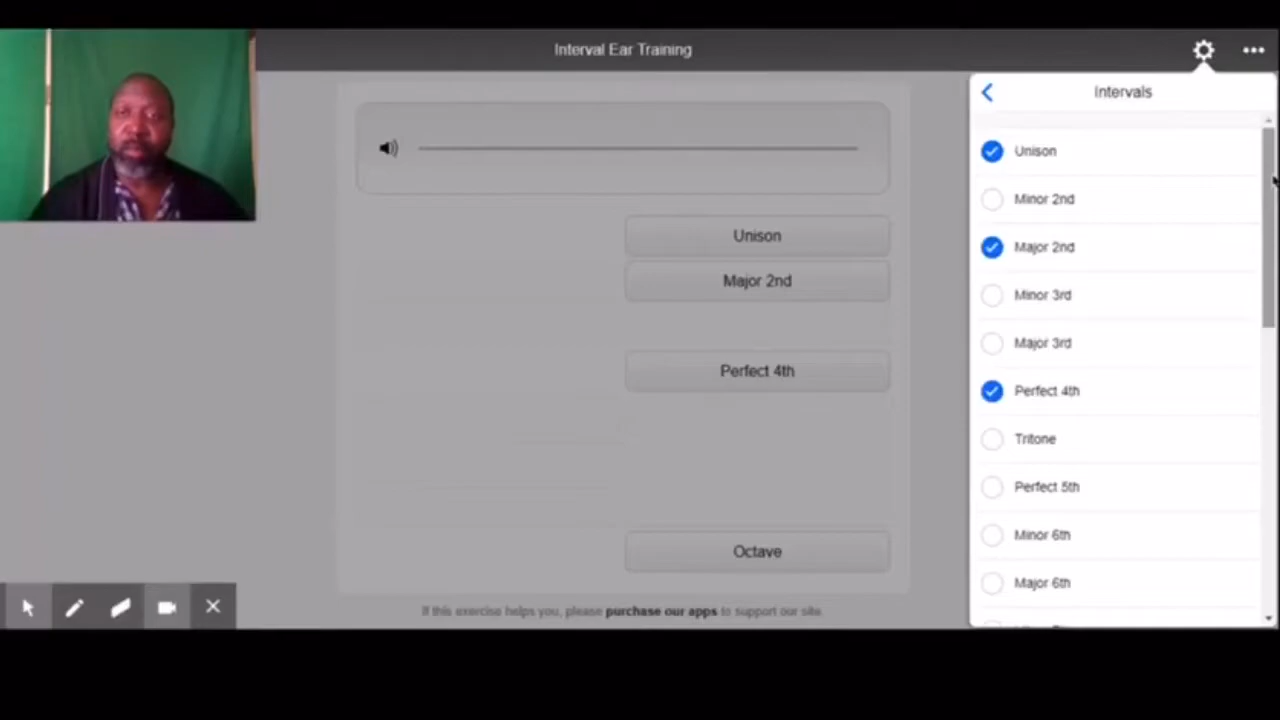 Interval Ear Training
Intervals
Unison
Minor 2nd
Major 2nd
Minor 3rd
Major 3rd
Perfect 4th
Tritone
Perfect 5th
Minor 6th
Major 6th
Unison
Major 2nd
Perfect 4th
Octave
If this exercise helps you, please purchase our apps to support our site.